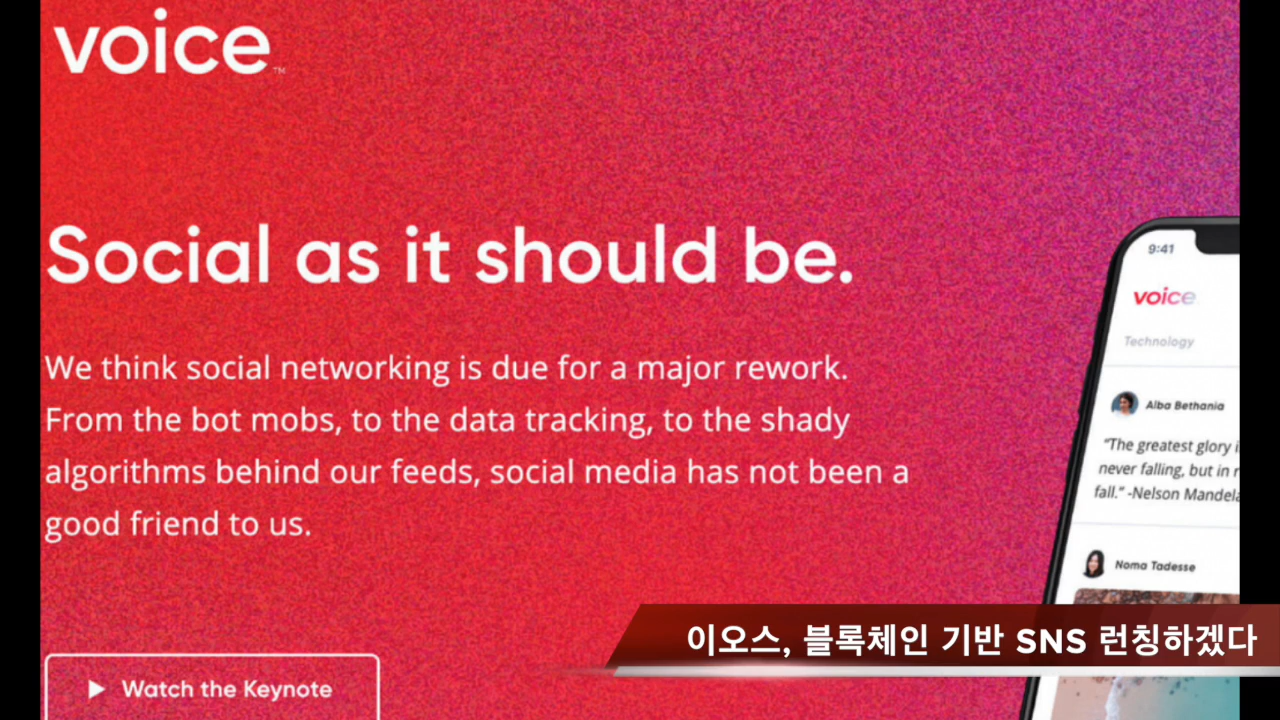 voice™
Social as it should be.
We think social networking is due for a major rework.
From the bot mobs, to the data tracking, to the shady
algorithms behind our feeds, social media has not been a
good friend to us.
Watch the Keynote
9:41
voice
Technology
Alba Bethania
"The greatest glory i
never falling, but in r
fall." -Nelson Mandela
Noma Tadesse
이오스, 블록체인 기반 SNS 런칭하겠다